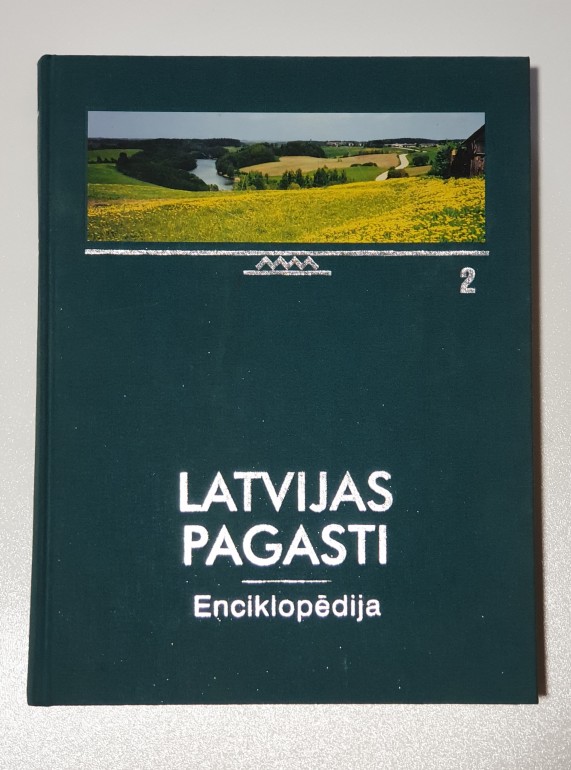 2
LATVIJAS
PAGASTI
Enciklopēdija